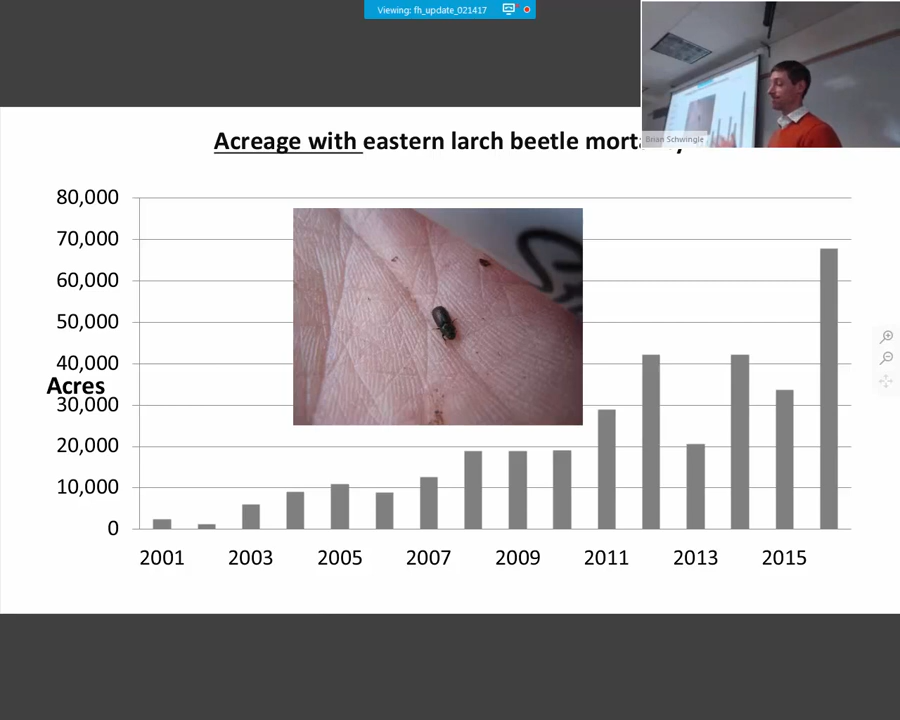 Viewing: fh_update_021417
Brian Schwingle
Acreage with eastern larch beetle
80,000
70,000
60,000
50,000
40,000
Acres
30,000
20,000
10,000
0
2001 2003 2005 2007 2009 2011 2013 2015